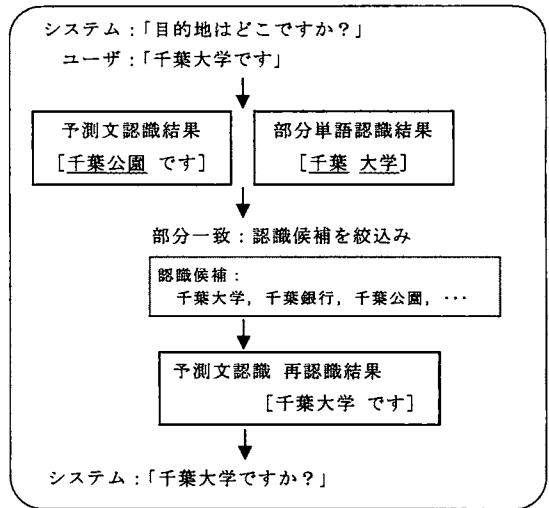 システム：「目的地はどこですか？」
ユーザ：「千葉大学です」
予測文認識結果
[千葉公園 です]
部分単語認識結果
[千葉 大学]
部分一致：認識候補を絞込み
認識候補：
千葉大学，千葉銀行，千葉公園，…
予測文認識 再認識結果
[千葉大学 です]
システム：「千葉大学ですか？」